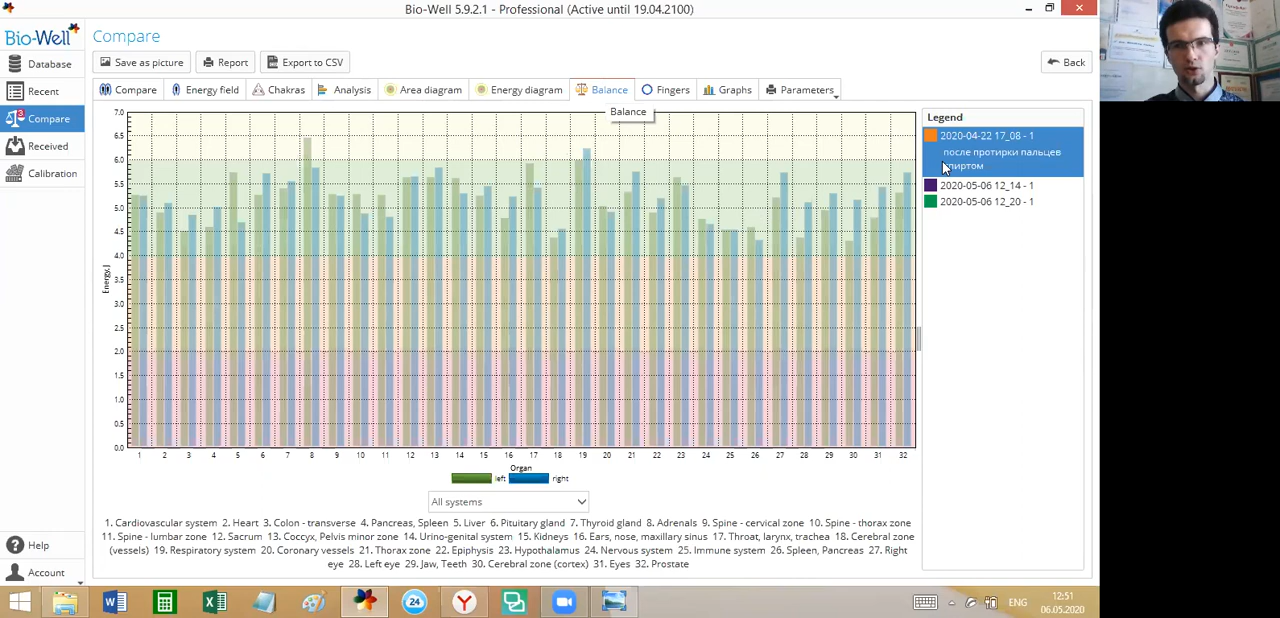 Bio-Well 5.9.2.1 - Professional (Active until 19.04.2100)
Bio-Well
Compare
Save as picture
Report
Export to CSV
Back
Database
Recent
3
Compare
Received
Calibration
Compare
Energy field
Chakras
Analysis
Area diagram
Energy diagram
Balance
Fingers
Graphs
Parameters
Balance
Legend
2020-04-22 17_08 - 1
после протирки пальцев
спиртом
2020-05-06 12_14 - 1
2020-05-06 12_20 - 1
Energy, J
7.0
6.5
6.0
5.5
5.0
4.5
4.0
3.5
3.0
2.5
2.0
1.5
1.0
0.5
0.0
1 2 3 4 5 6 7 8 9 10 11 12 13 14 15 16 17 18 19 20 21 22 23 24 25 26 27 28 29 30 31 32
Organ
left right
All systems
1. Cardiovascular system 2. Heart 3. Colon - transverse 4. Pancreas, Spleen 5. Liver 6. Pituitary gland 7. Thyroid gland 8. Adrenals 9. Spine - cervical zone 10. Spine - thorax zone
11. Spine - lumbar zone 12. Sacrum 13. Coccyx, Pelvis minor zone 14. Urino-genital system 15. Kidneys 16. Ears, nose, maxillary sinus 17. Throat, larynx, trachea 18. Cerebral zone
(vessels) 19. Respiratory system 20. Coronary vessels 21. Thorax zone 22. Epiphysis 23. Hypothalamus 24. Nervous system 25. Immune system 26. Spleen, Pancreas 27. Right
eye 28. Left eye 29. Jaw, Teeth 30. Cerebral zone (cortex) 31. Eyes 32. Prostate
Help
Account
24
ENG
12:51
06.05.2020